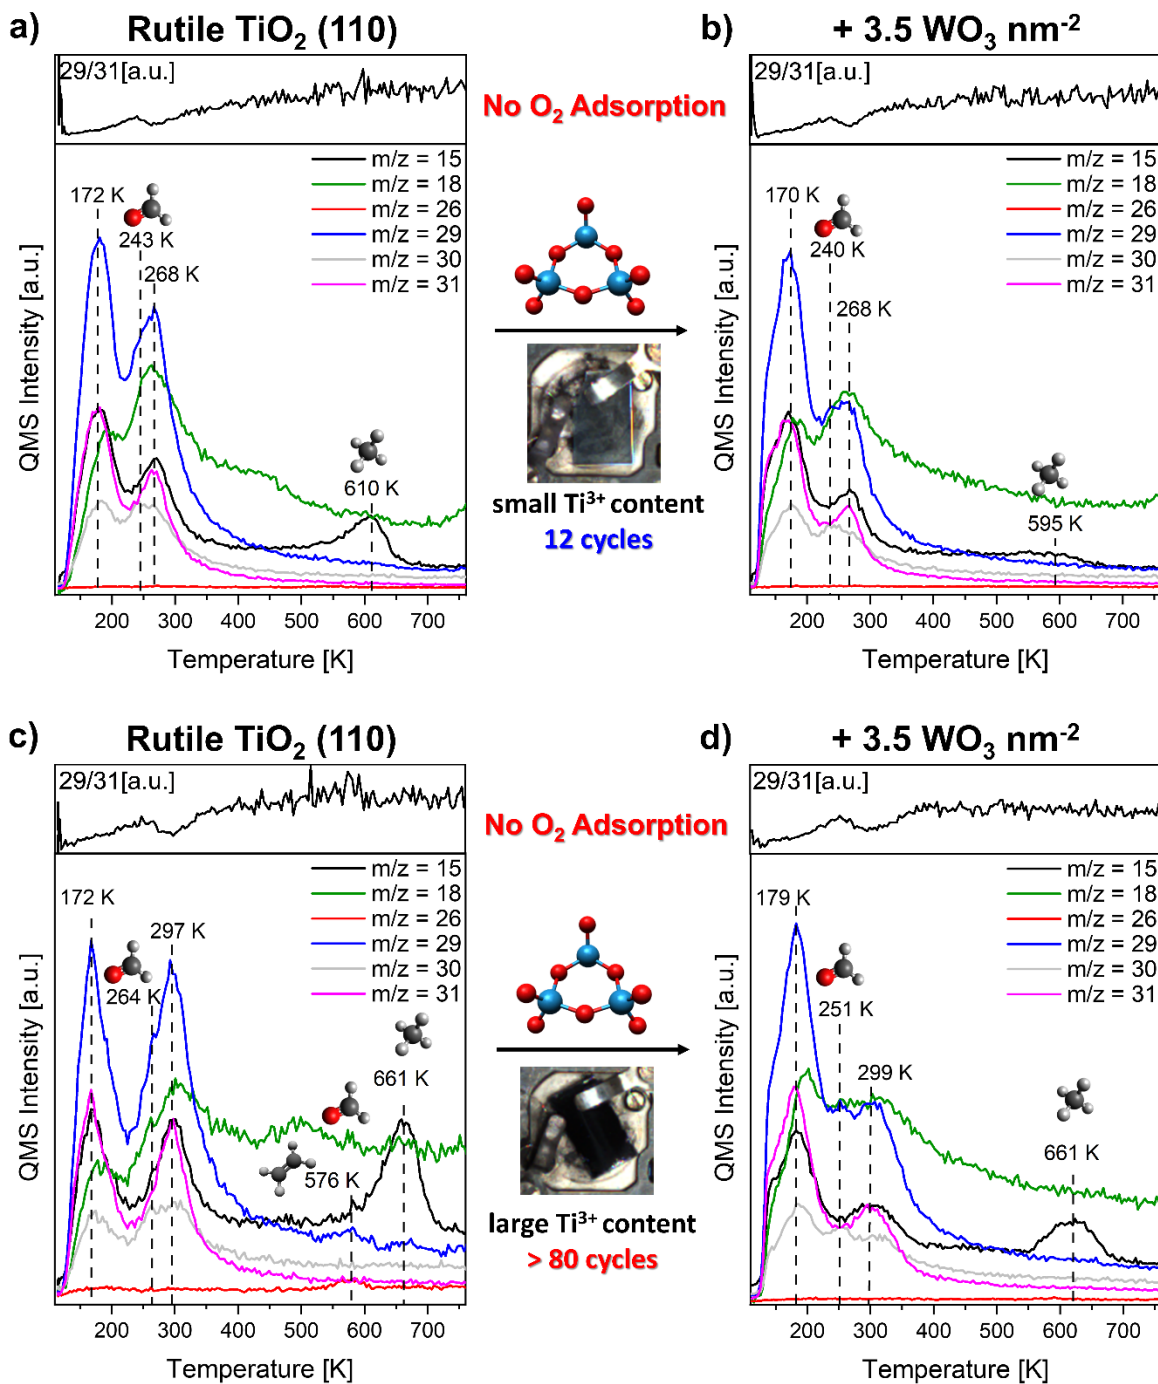 a)
Rutile TiO₂ (110)
29/31[a.u.]
m/z = 15
m/z = 18
m/z = 26
m/z = 29
m/z = 30
m/z = 31
172 K
243 K
268 K
610 K
QMS Intensity [a.u.]
200 300 400 500 600 700
Temperature [K]
No O₂ Adsorption
small Ti³⁺ content
12 cycles
b)
+ 3.5 WO₃ nm⁻²
29/31[a.u.]
m/z = 15
m/z = 18
m/z = 26
m/z = 29
m/z = 30
m/z = 31
170 K
240 K
268 K
595 K
QMS Intensity [a.u.]
200 300 400 500 600 700
Temperature [K]
c)
Rutile TiO₂ (110)
29/31[a.u.]
m/z = 15
m/z = 18
m/z = 26
m/z = 29
m/z = 30
m/z = 31
172 K
297 K
264 K
661 K
576 K
QMS Intensity [a.u.]
200 300 400 500 600 700
Temperature [K]
No O₂ Adsorption
large Ti³⁺ content
> 80 cycles
d)
+ 3.5 WO₃ nm⁻²
29/31[a.u.]
m/z = 15
m/z = 18
m/z = 26
m/z = 29
m/z = 30
m/z = 31
179 K
251 K
299 K
661 K
QMS Intensity [a.u.]
200 300 400 500 600 700
Temperature [K]